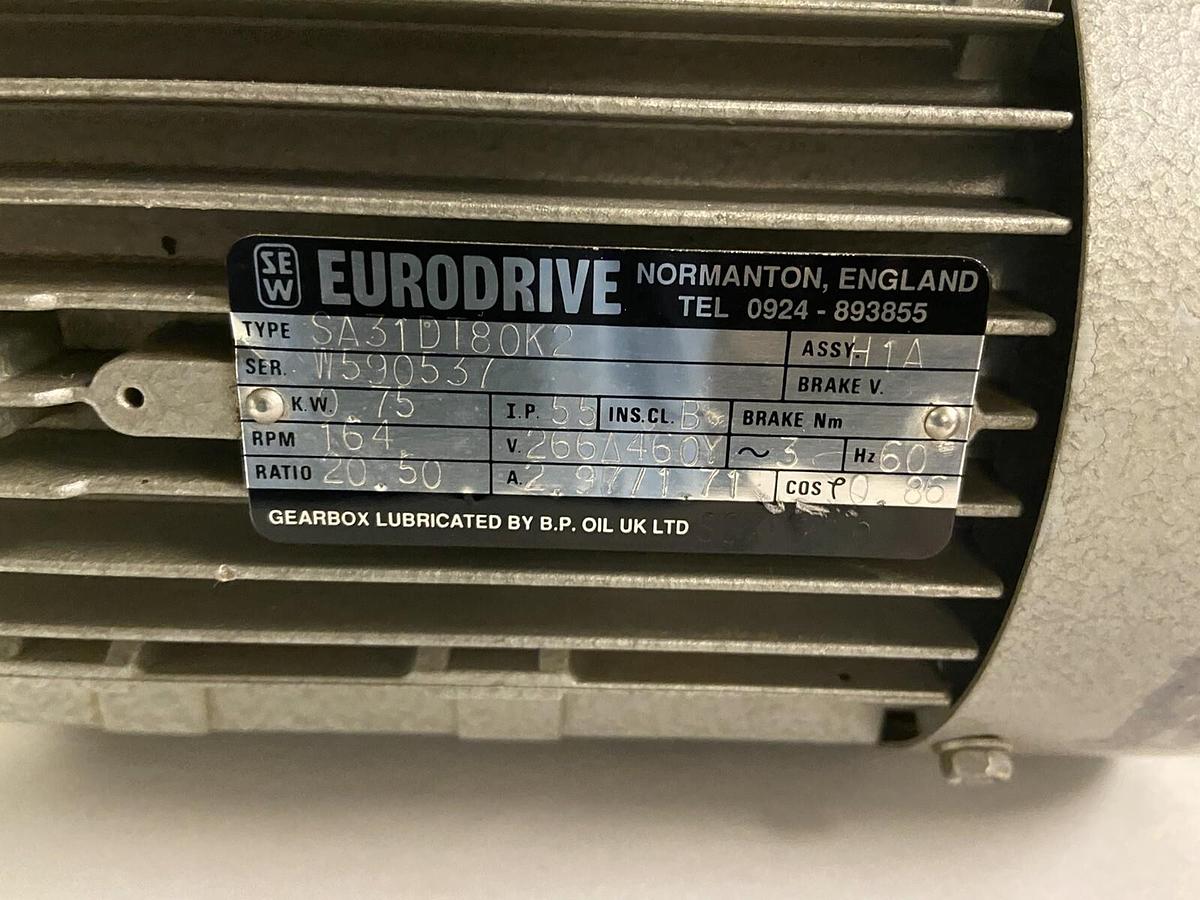 SEW EURODRIVE NORMANTON, ENGLAND
TEL 0924 - 893855
TYPE SA31DT80K2 ASSY. H1A
SER. W590537 BRAKE V.
K.W. 0.75 I.P. 55 INS.CL. B BRAKE Nm
RPM 164 V. 266Δ460Y ~ 3 Hz 60
RATIO 20.50 A. 2.97/1.71 COS φ 0.86
GEARBOX LUBRICATED BY B.P. OIL UK LTD